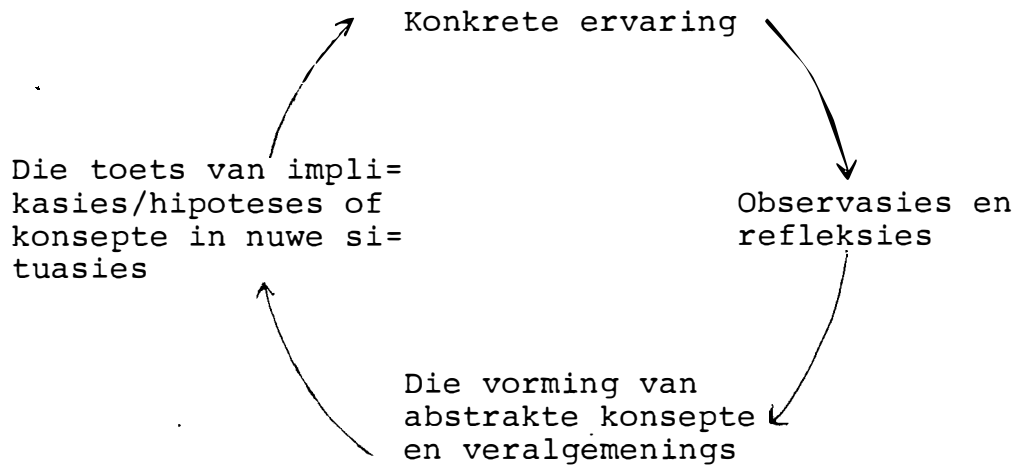 Konkrete ervaring
Observasies en
refleksies
Die vorming van
abstrakte konsepte
en veralgemenings
Die toets van impli=
kasies/hipoteses of
konsepte in nuwe si=
tuasies